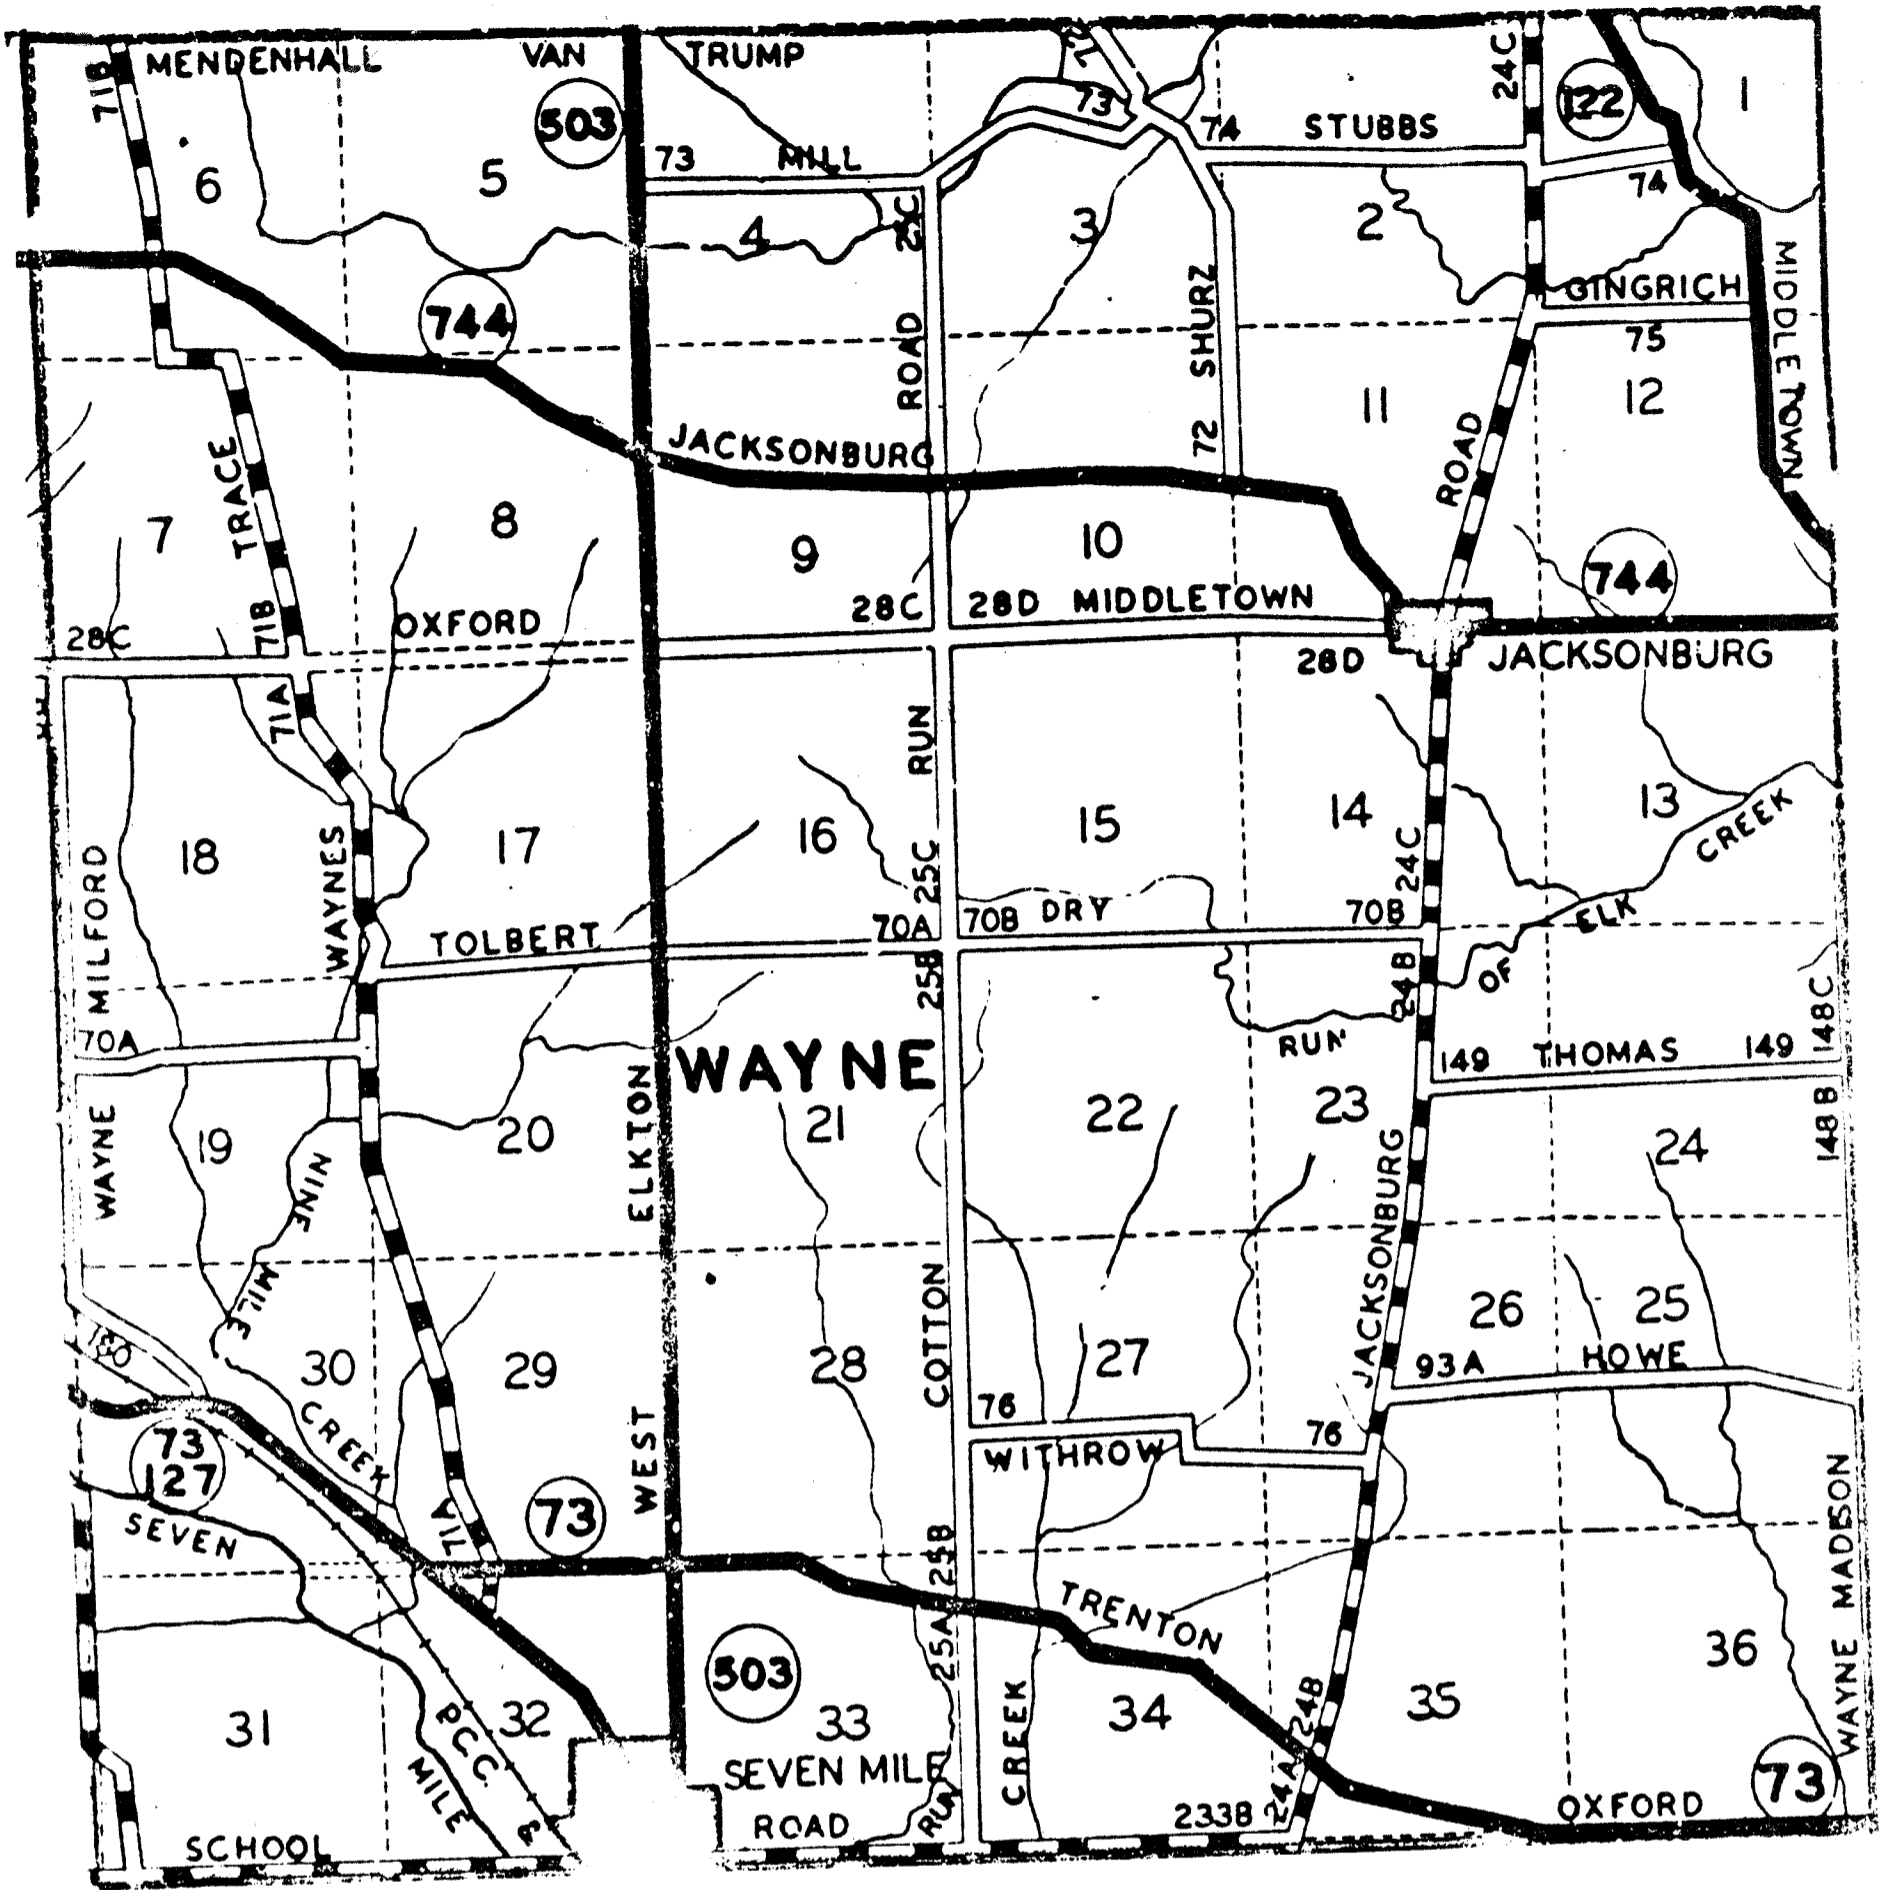 MENDENHALL VAN TRUMP
71B
24C
122
1
503
73 MILL
73
74 STUBBS
74
6
5
4
3
2
25C
744
GINGRICH
75
MIDDLETOWN
ROAD
72 SHURZ
11
12
JACKSONBURG
ROAD
TRACE
7
8
9
10
744
28C
71B
OXFORD
28C
28D MIDDLETOWN
28D
JACKSONBURG
71A
RUN
18
17
16
15
14
13
CREEK
MILFORD
WAYNES
25C
24C
TOLBERT
70A
70B DRY
70B
ELK
OF
25B
24B
RUN
70A
149 THOMAS 149
148C
WAYNE
148B
WAYNE
19
20
21
22
23
24
NINE
ELKTON
MILE
JACKSONBURG
26
25
30
29
28
COTTON
27
93A
HOWE
CREEK
76
76
WITHROW
73
127
WEST
73
71A
SEVEN
25B
TRENTON
25A
WAYNE MADISON
36
503
31
P.C.C. &
32
33
CREEK
34
24B
35
SEVEN MILE
MILE
73
ROAD
RUN
233B
24A
OXFORD
SCHOOL